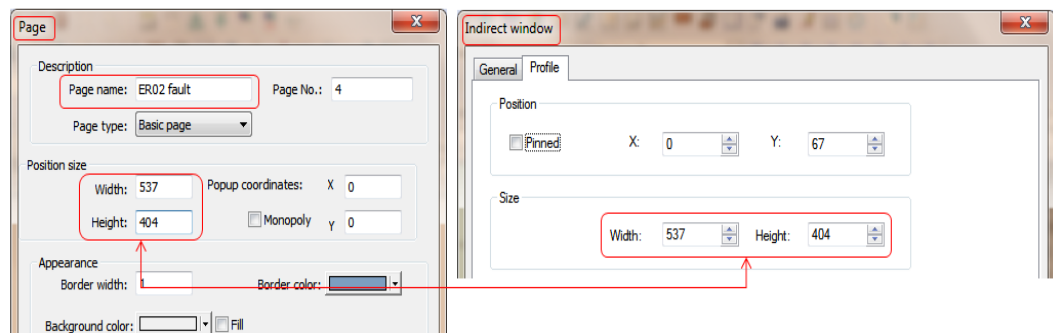 Page
Description
Page name: ER02 fault Page No.: 4
Page type: Basic page
Position size
Width: 537 Popup coordinates: X 0
Height: 404 Monopoly Y 0
Appearance
Border width: 1 Border color:
Background color: Fill
Indirect window
General Profile
Position
Pinned X: 0 Y: 67
Size
Width: 537 Height: 404